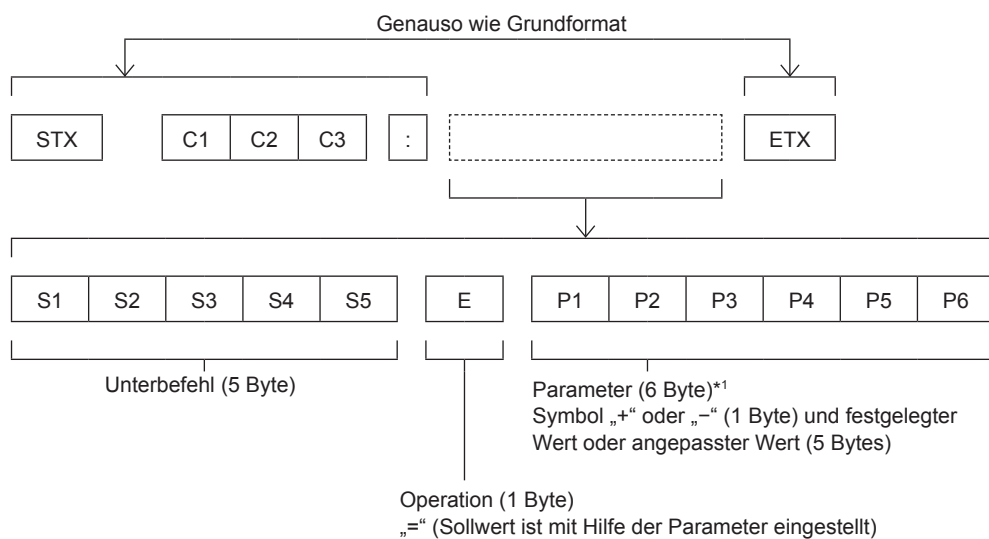 Genauso wie Grundformat
STX C1 C2 C3 : ETX
S1 S2 S3 S4 S5 E P1 P2 P3 P4 P5 P6
Unterbefehl (5 Byte)
Parameter (6 Byte)*1
Symbol „+“ oder „−“ (1 Byte) und festgelegter
Wert oder angepasster Wert (5 Bytes)
Operation (1 Byte)
„=“ (Sollwert ist mit Hilfe der Parameter eingestellt)